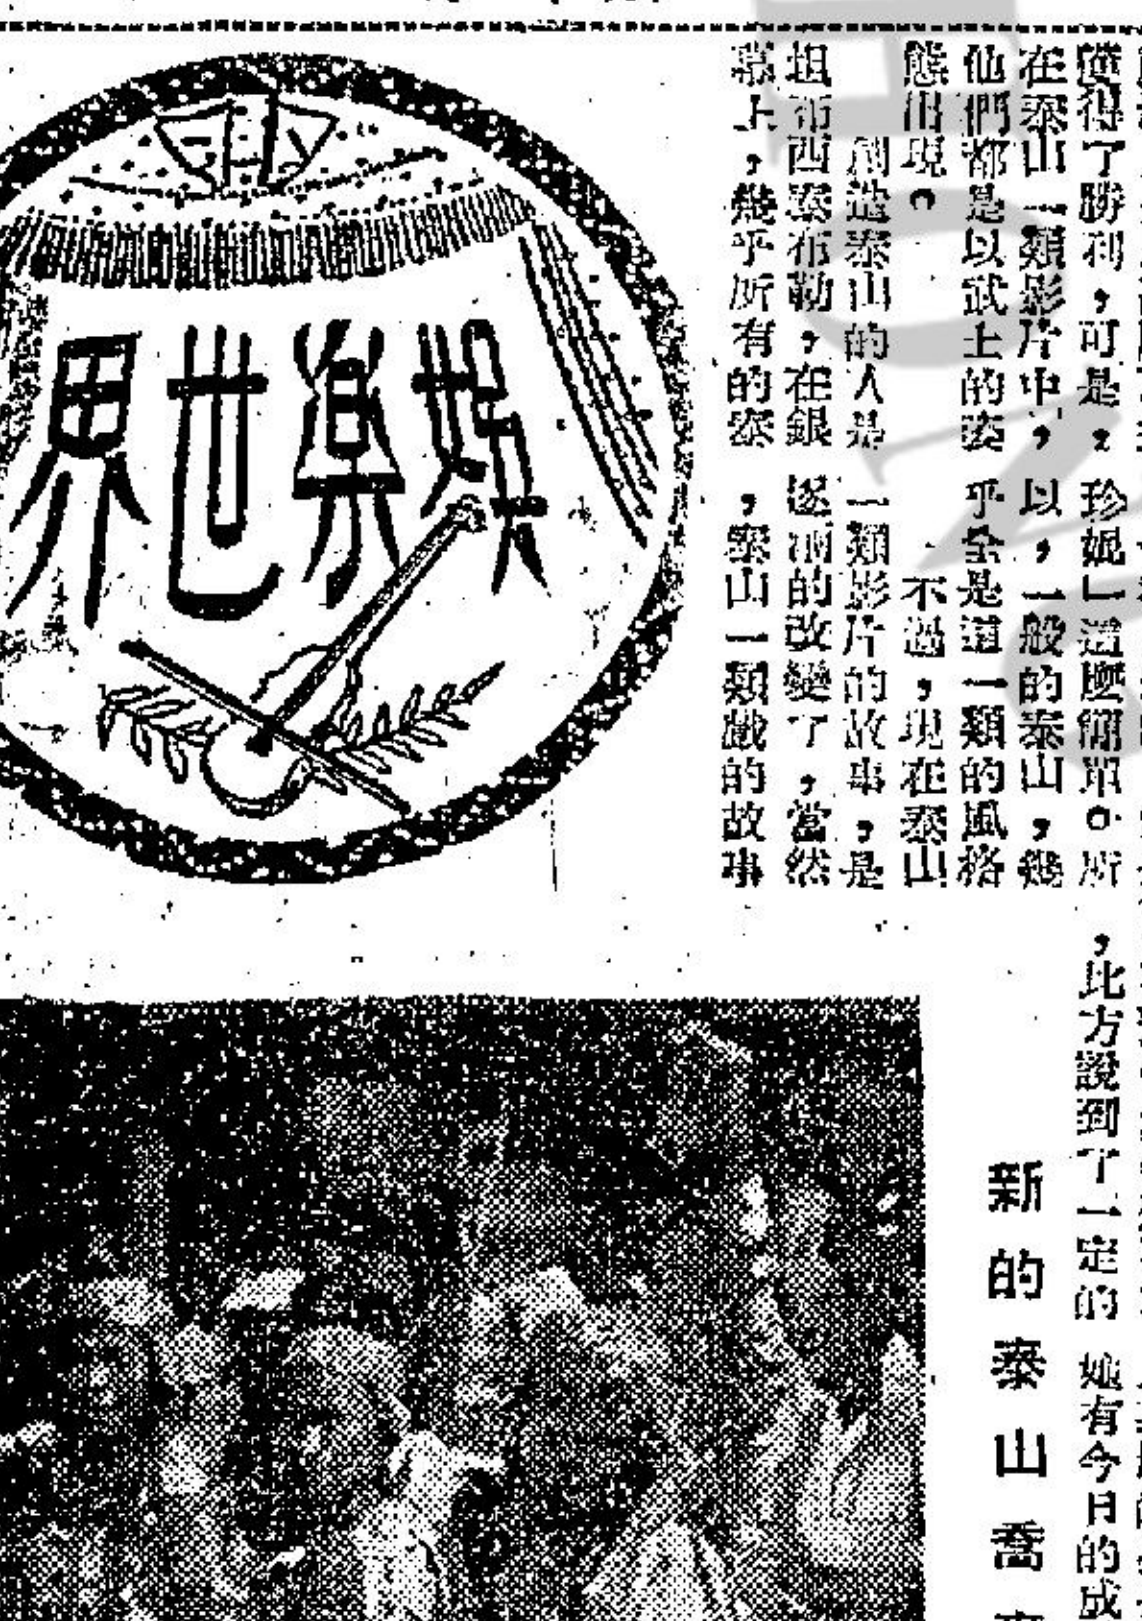 娛樂世界
獲得了勝利,可是,
在泰山一類影片中,
他們都是以武士的姿
態出現。
創造泰山的人是
坦布西泰布勒,在銀
幕上,幾乎所有的泰
珍妮」這麼簡單。所
以,一般的泰山,幾
乎全是這一類的風格
不過,現在泰山
一類影片的故事,是
逐漸的改變了,當然
,泰山一類戲的故事
,比方說到了一定的
她有今日的成
新的泰山喬